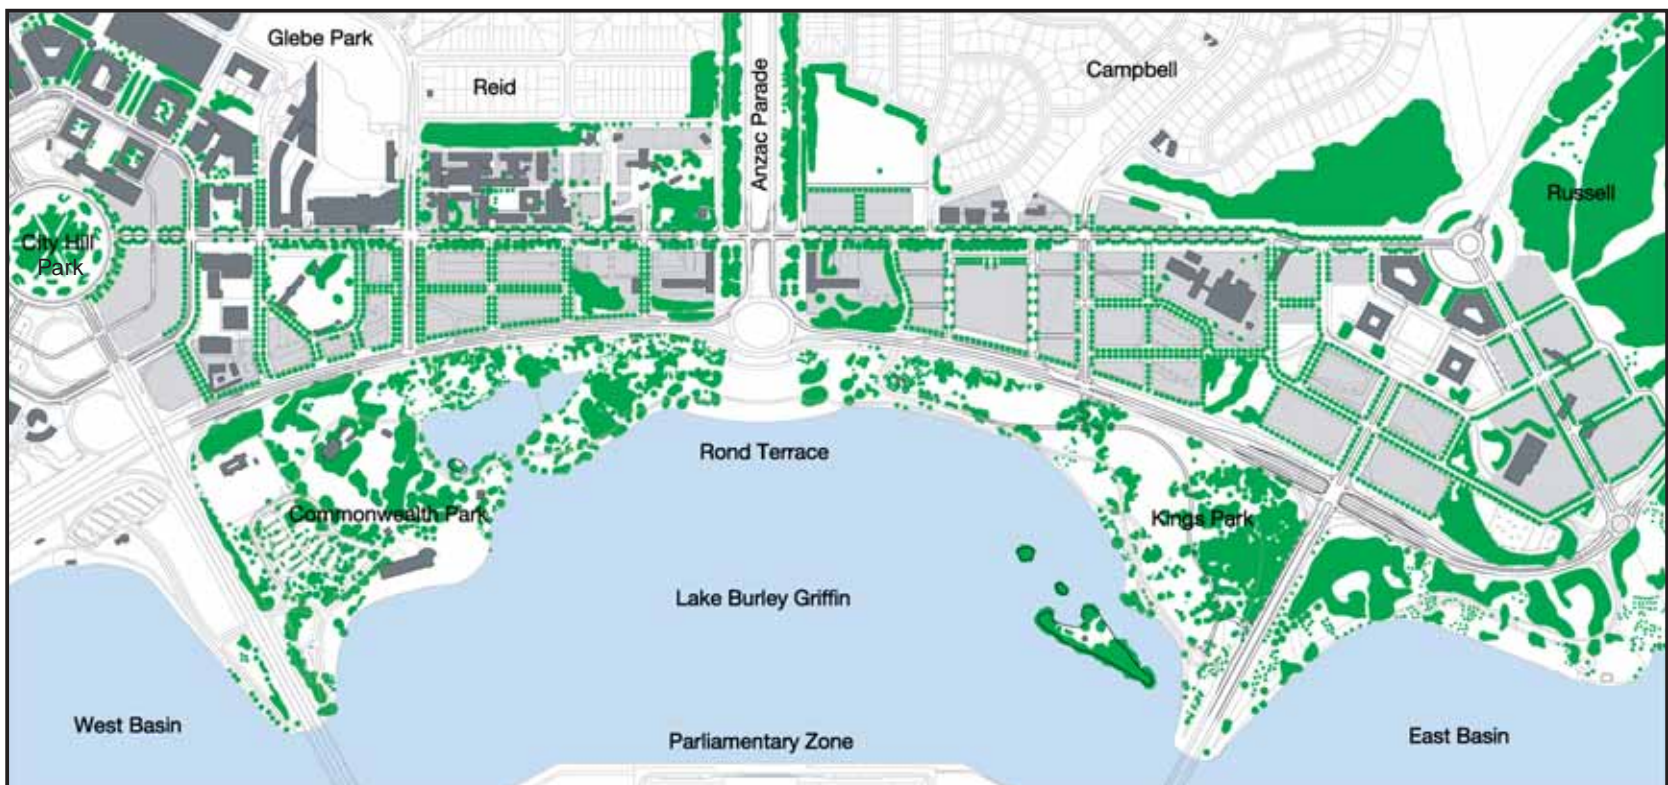 Glebe Park
Reid
Anzac Parade
Campbell
Russell
City Hill
Park
Rond Terrace
Commonwealth Park
Kings Park
Lake Burley Griffin
West Basin
Parliamentary Zone
East Basin